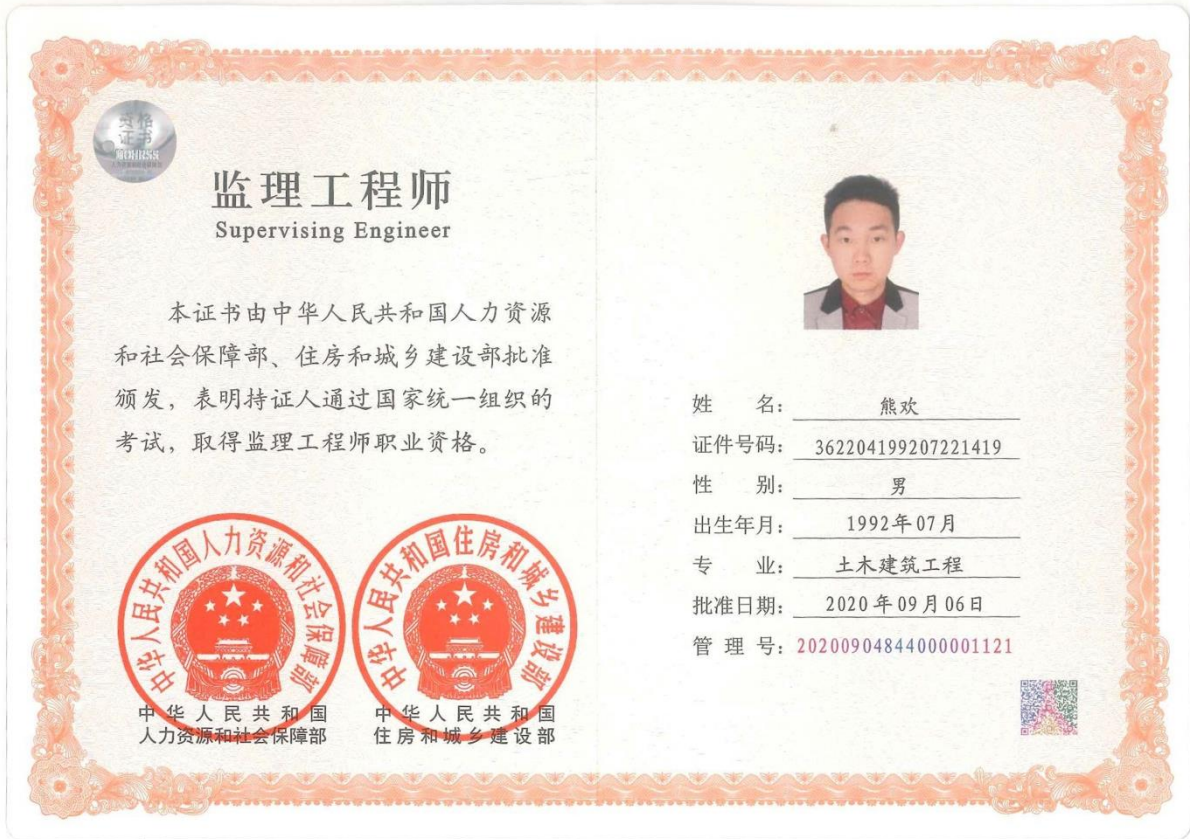 资格
证书
MOHRSS
监理工程师
Supervising Engineer
本证书由中华人民共和国人力资源
和社会保障部、住房和城乡建设部批准
颁发，表明持证人通过国家统一组织的
考试，取得监理工程师职业资格。
中华人民共和国人力资源和社会保障部
中华人民共和国住房和城乡建设部
中华人民共和国
人力资源和社会保障部
中华人民共和国
住房和城乡建设部
姓 名：熊欢
证件号码：362204199207221419
性 别：男
出生年月：1992年07月
专 业：土木建筑工程
批准日期：2020年09月06日
管 理 号：20200904844000001121